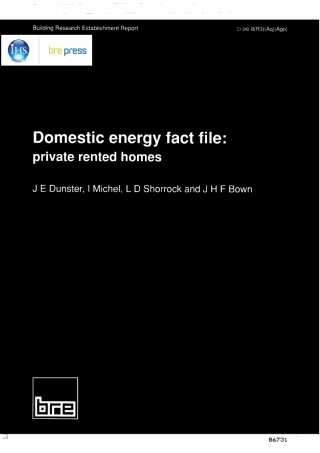 Building Research Establishment Report
IHS
bre press
Domestic energy fact file:
private rented homes
J E Dunster, I Michel, L D Shorrock and J H F Bown
bre
B6731